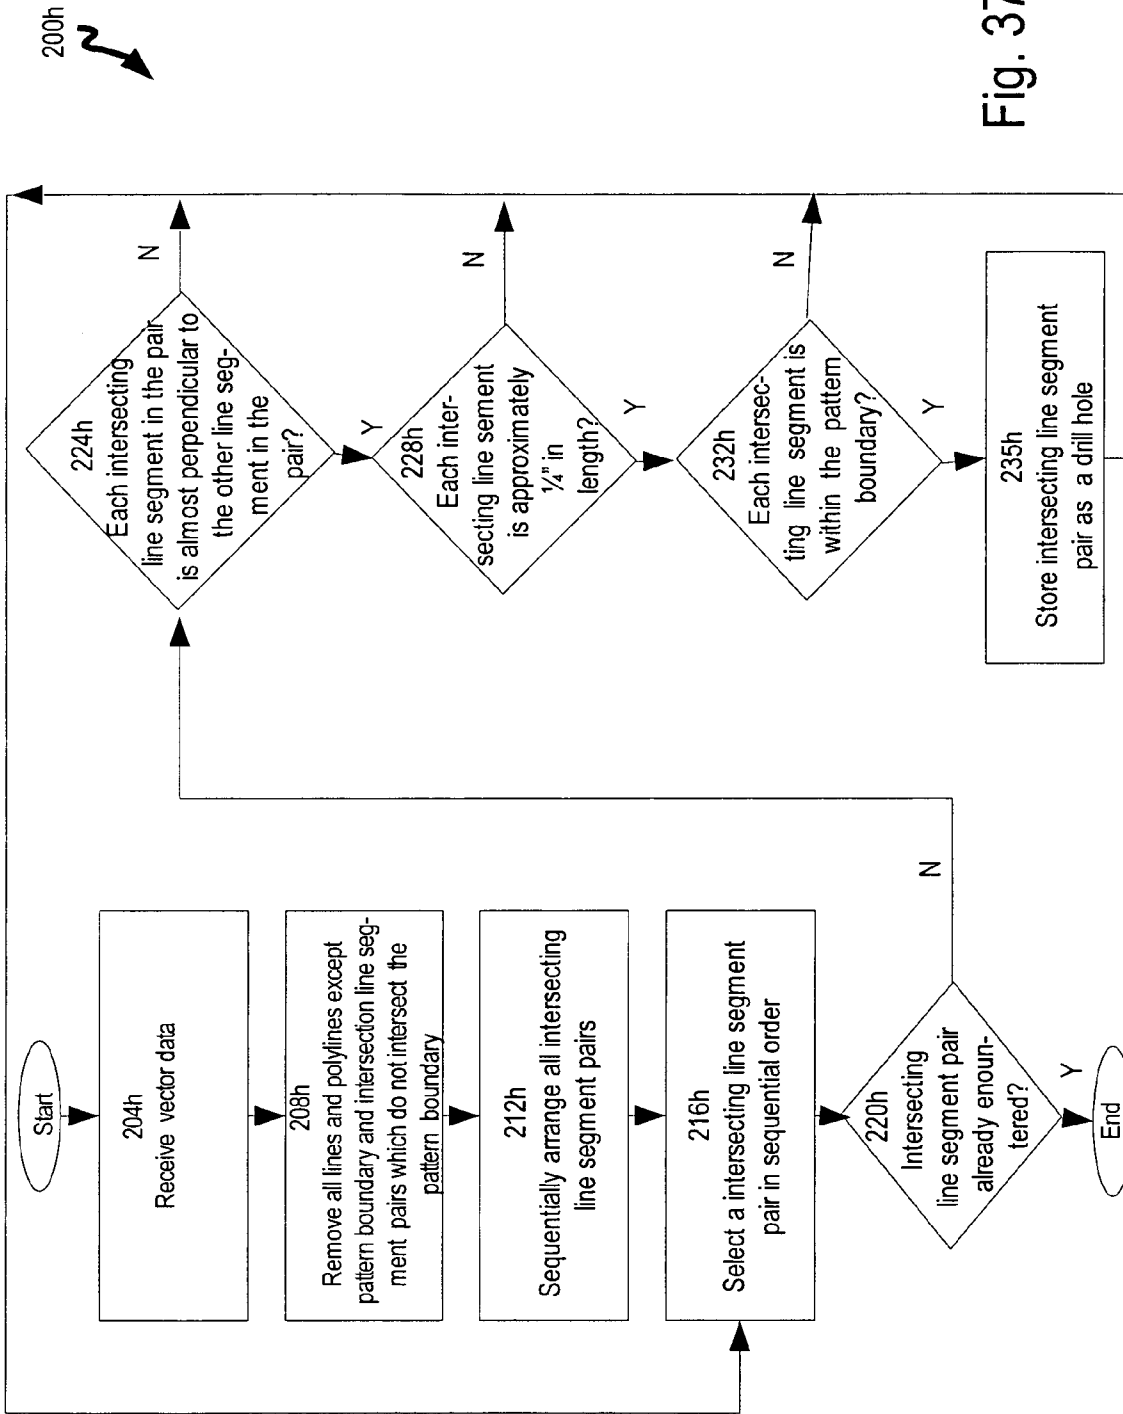 200h
Start
204h
Receive vector data
208h
Remove all lines and polylines except
pattern boundary and intersection line seg-
ment pairs which do not intersect the
pattern boundary
212h
Sequentially arrange all intersecting
line segment pairs
216h
Select a intersecting line segment
pair in sequential order
220h
Intersecting
line segment pair
already enoun-
tered?
N
Y
End
224h
Each intersecting
line segment in the pair
is almost perpendicular to
the other line seg-
ment in the
pair?
N
Y
228h
Each inter-
secting line sement
is approximately
¼" in
length?
N
Y
232h
Each intersec-
ting line segment is
within the pattern
boundary?
N
Y
235h
Store intersecting line segment
pair as a drill hole
Fig. 37